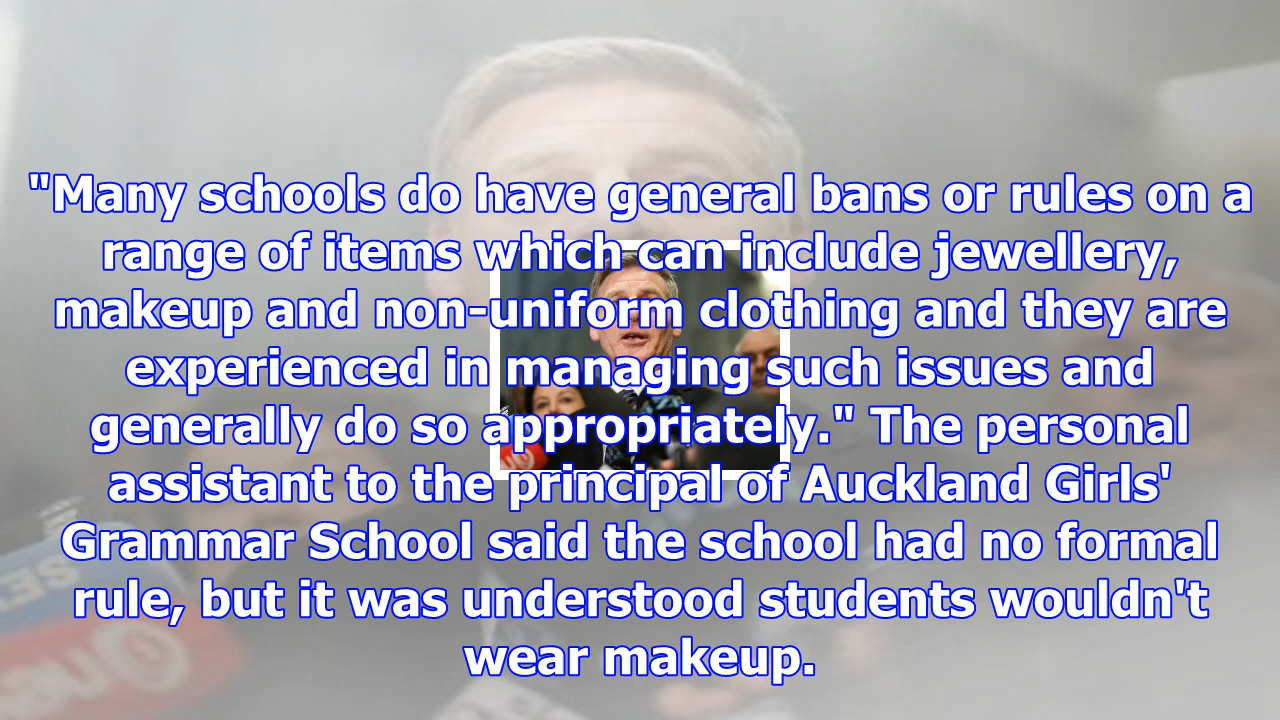 "Many schools do have general bans or rules on a
range of items which can include jewellery,
makeup and non-uniform clothing and they are
experienced in managing such issues and
generally do so appropriately." The personal
assistant to the principal of Auckland Girls'
Grammar School said the school had no formal
rule, but it was understood students wouldn't
wear makeup.